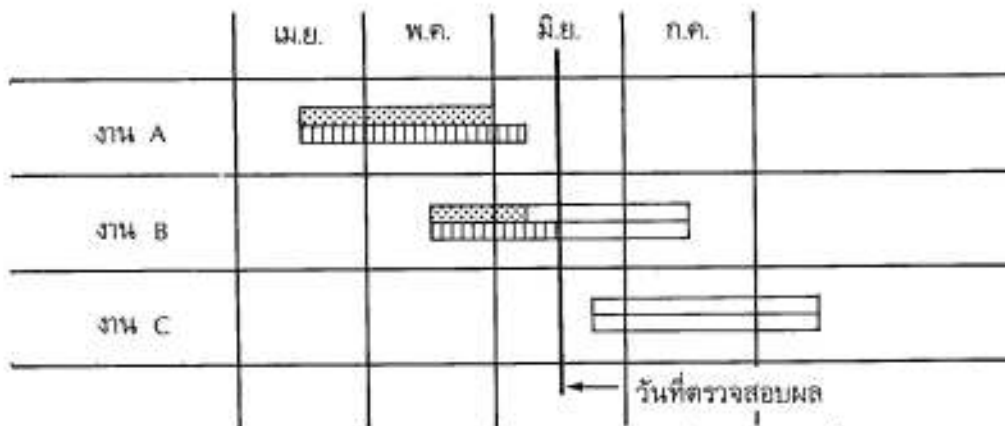 เม.ย. พ.ค. มิ.ย. ก.ค.
งาน A
งาน B
งาน C
วันที่ตรวจสอบผล